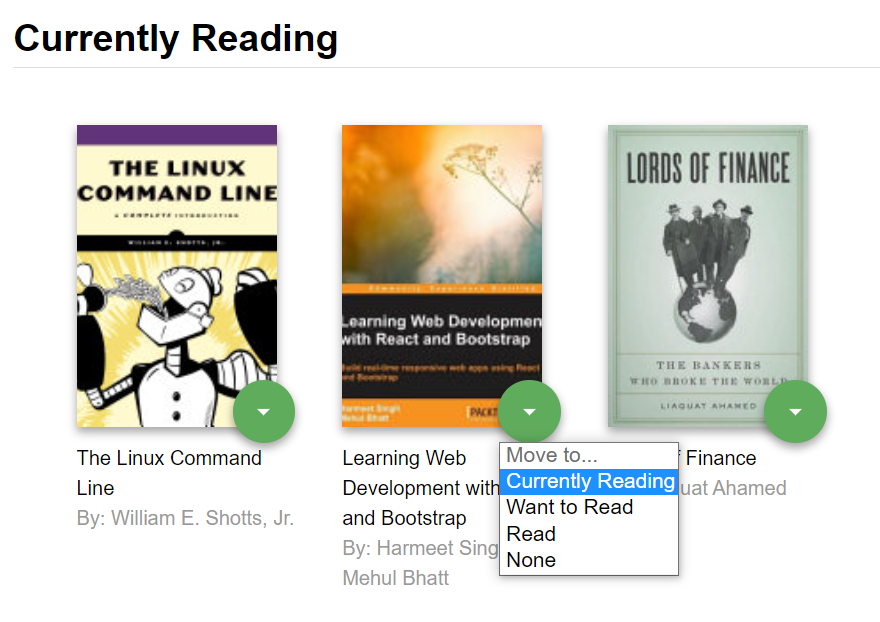 Currently Reading
THE LINUX
COMMAND LINE
A COMPLETE INTRODUCTION
WILLIAM E. SHOTTS, JR.
Community Experience Distilled
Learning Web Developmen
with React and Bootstrap
Build real-time responsive web apps using React
and Bootstrap
Harmeet Singh
Mehul Bhatt
PACKT
LORDS OF FINANCE
THE BANKERS
WHO BROKE THE WORLD
LIAQUAT AHAMED
The Linux Command
Line
By: William E. Shotts, Jr.
Learning Web
Development with
and Bootstrap
By: Harmeet Sing
Mehul Bhatt
Move to...
Currently Reading
Want to Read
Read
None
f Finance
uat Ahamed